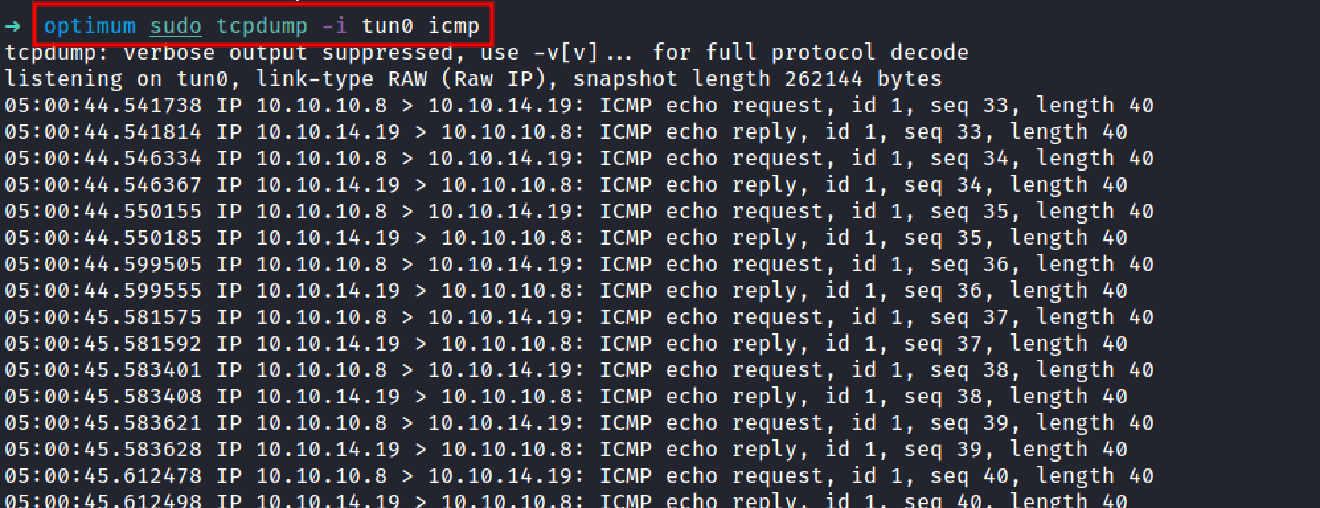 → optimum sudo tcpdump -i tun0 icmp
tcpdump: verbose output suppressed, use -v[v]... for full protocol decode
listening on tun0, link-type RAW (Raw IP), snapshot length 262144 bytes
05:00:44.541738 IP 10.10.10.8 > 10.10.14.19: ICMP echo request, id 1, seq 33, length 40
05:00:44.541814 IP 10.10.14.19 > 10.10.10.8: ICMP echo reply, id 1, seq 33, length 40
05:00:44.546334 IP 10.10.10.8 > 10.10.14.19: ICMP echo request, id 1, seq 34, length 40
05:00:44.546367 IP 10.10.14.19 > 10.10.10.8: ICMP echo reply, id 1, seq 34, length 40
05:00:44.550155 IP 10.10.10.8 > 10.10.14.19: ICMP echo request, id 1, seq 35, length 40
05:00:44.550185 IP 10.10.14.19 > 10.10.10.8: ICMP echo reply, id 1, seq 35, length 40
05:00:44.599505 IP 10.10.10.8 > 10.10.14.19: ICMP echo request, id 1, seq 36, length 40
05:00:44.599555 IP 10.10.14.19 > 10.10.10.8: ICMP echo reply, id 1, seq 36, length 40
05:00:45.581575 IP 10.10.10.8 > 10.10.14.19: ICMP echo request, id 1, seq 37, length 40
05:00:45.581592 IP 10.10.14.19 > 10.10.10.8: ICMP echo reply, id 1, seq 37, length 40
05:00:45.583401 IP 10.10.10.8 > 10.10.14.19: ICMP echo request, id 1, seq 38, length 40
05:00:45.583408 IP 10.10.14.19 > 10.10.10.8: ICMP echo reply, id 1, seq 38, length 40
05:00:45.583621 IP 10.10.10.8 > 10.10.14.19: ICMP echo request, id 1, seq 39, length 40
05:00:45.583628 IP 10.10.14.19 > 10.10.10.8: ICMP echo reply, id 1, seq 39, length 40
05:00:45.612478 IP 10.10.10.8 > 10.10.14.19: ICMP echo request, id 1, seq 40, length 40
05:00:45.612498 IP 10.10.14.19 > 10.10.10.8: ICMP echo reply, id 1, seq 40, length 40